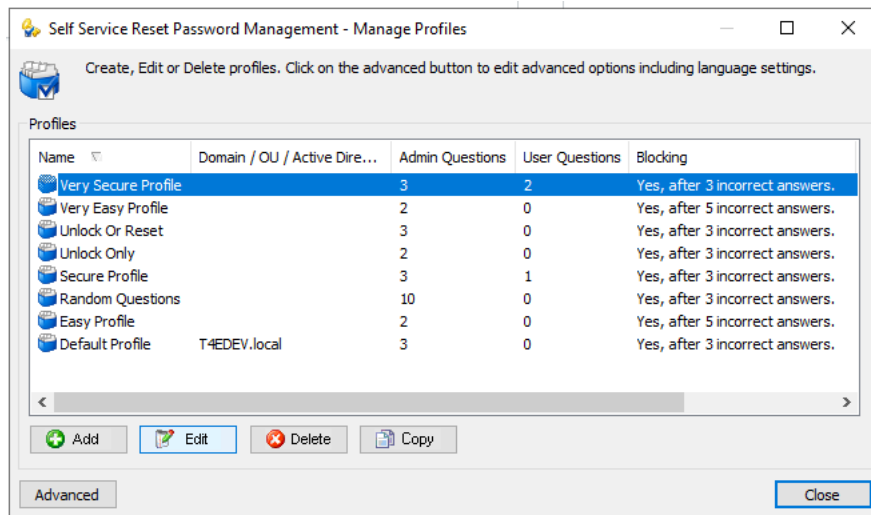 Self Service Reset Password Management - Manage Profiles
Create, Edit or Delete profiles. Click on the advanced button to edit advanced options including language settings.
Profiles
Name Domain / OU / Active Dire... Admin Questions User Questions Blocking
Very Secure Profile 3 2 Yes, after 3 incorrect answers.
Very Easy Profile 2 0 Yes, after 5 incorrect answers.
Unlock Or Reset 3 0 Yes, after 3 incorrect answers.
Unlock Only 2 0 Yes, after 3 incorrect answers.
Secure Profile 3 1 Yes, after 3 incorrect answers.
Random Questions 10 0 Yes, after 3 incorrect answers.
Easy Profile 2 0 Yes, after 5 incorrect answers.
Default Profile T4EDEV.local 3 0 Yes, after 3 incorrect answers.
Add Edit Delete Copy
Advanced Close